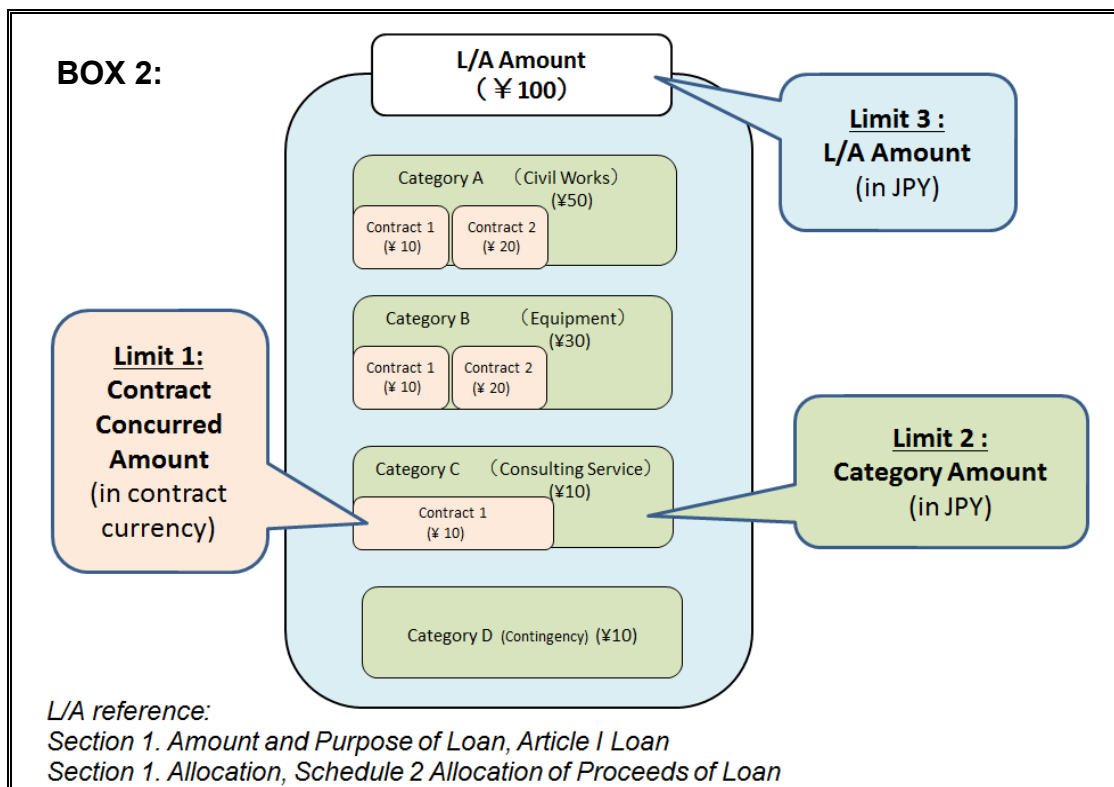 BOX 2:
L/A Amount
(￥100)
Limit 3 :
L/A Amount
(in JPY)
Category A （Civil Works）
(¥50)
Contract 1
(¥ 10)
Contract 2
(¥ 20)
Category B （Equipment）
(¥30)
Contract 1
(¥ 10)
Contract 2
(¥ 20)
Limit 1:
Contract
Concurred
Amount
(in contract
currency)
Limit 2 :
Category Amount
(in JPY)
Category C （Consulting Service）
(¥10)
Contract 1
(¥ 10)
Category D (Contingency) (¥10)
L/A reference:
Section 1. Amount and Purpose of Loan, Article I Loan
Section 1. Allocation, Schedule 2 Allocation of Proceeds of Loan